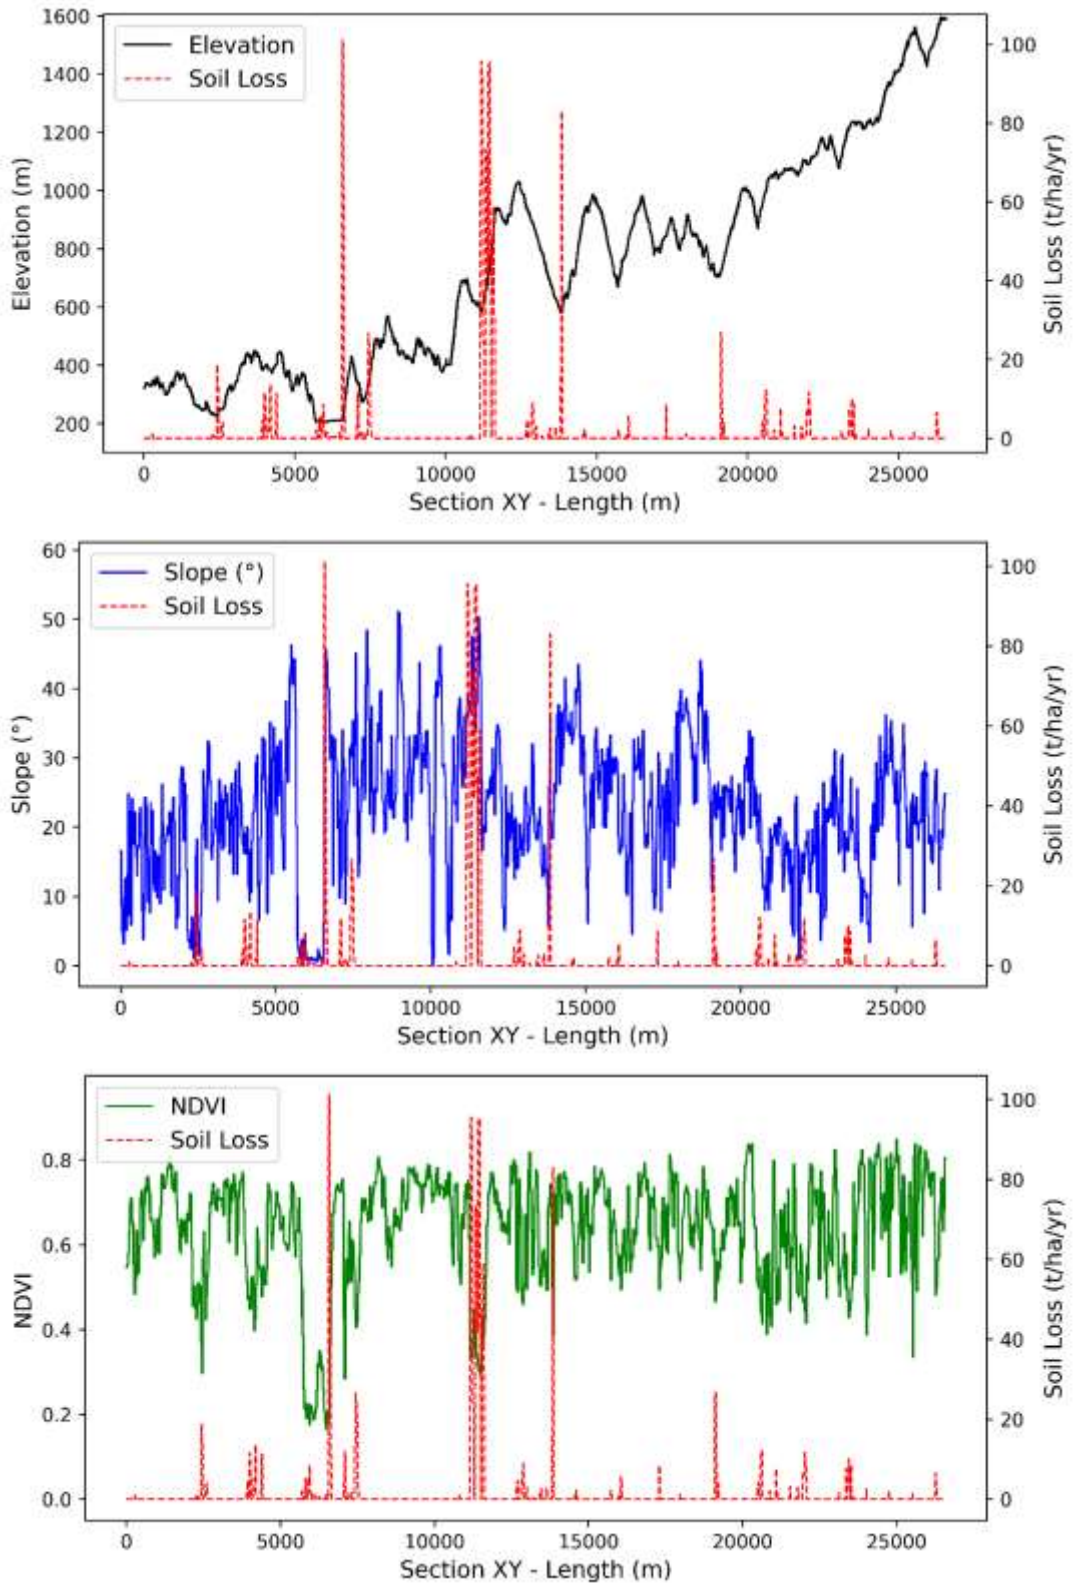 Elevation
Soil Loss
1600
1400
1200
1000
800
600
400
200
Elevation (m)
100
80
60
40
20
0
Soil Loss (t/ha/yr)
0 5000 10000 15000 20000 25000
Section XY - Length (m)
Slope (°)
Soil Loss
60
50
40
30
20
10
0
Slope (°)
100
80
60
40
20
0
Soil Loss (t/ha/yr)
0 5000 10000 15000 20000 25000
Section XY - Length (m)
NDVI
Soil Loss
0.8
0.6
0.4
0.2
0.0
NDVI
100
80
60
40
20
0
Soil Loss (t/ha/yr)
0 5000 10000 15000 20000 25000
Section XY - Length (m)